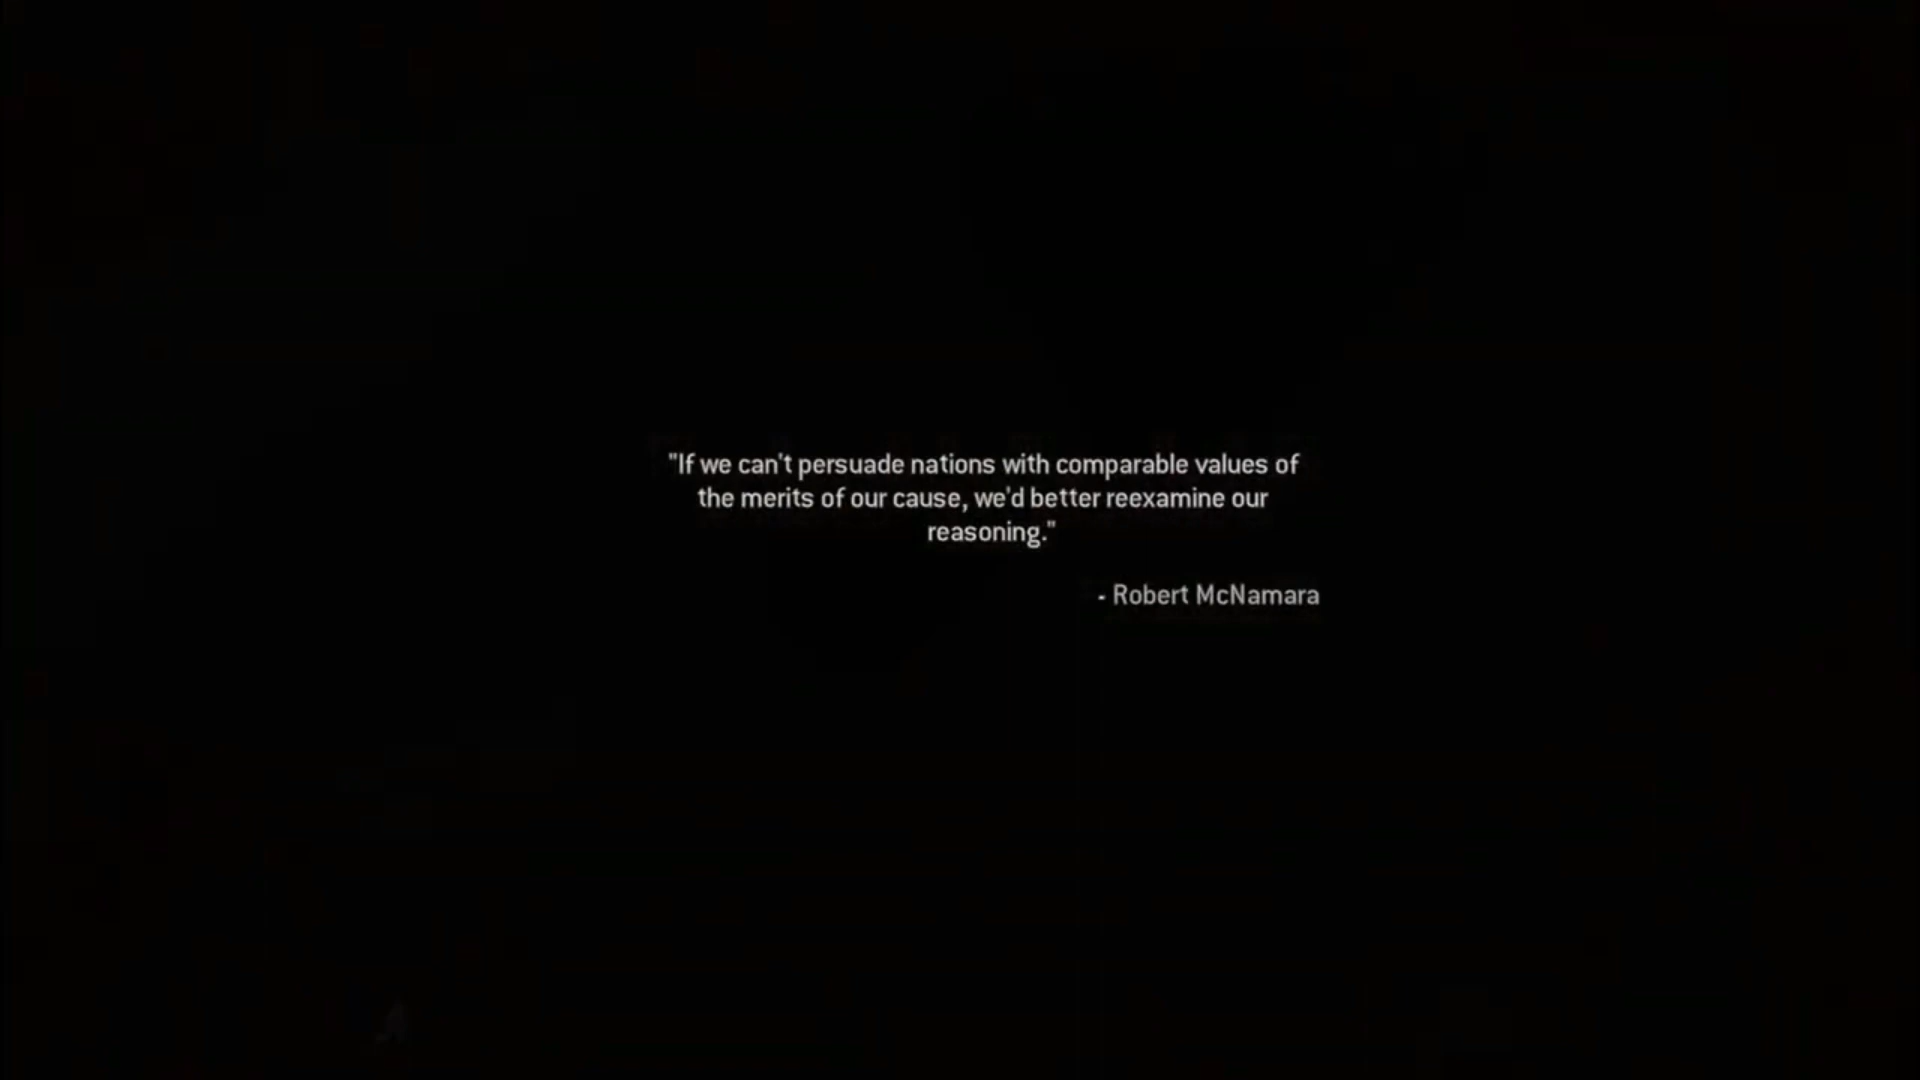 "If we can't persuade nations with comparable values of
the merits of our cause, we'd better reexamine our
reasoning."
- Robert McNamara